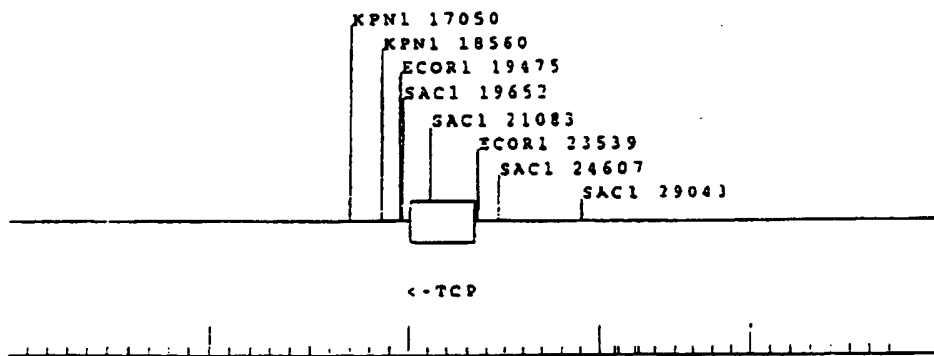 KPN1 17050
KPN1 18560
ECOR1 19475
SAC1 19652
SAC1 21083
ECOR1 23539
SAC1 24607
SAC1 29043
<-TCP